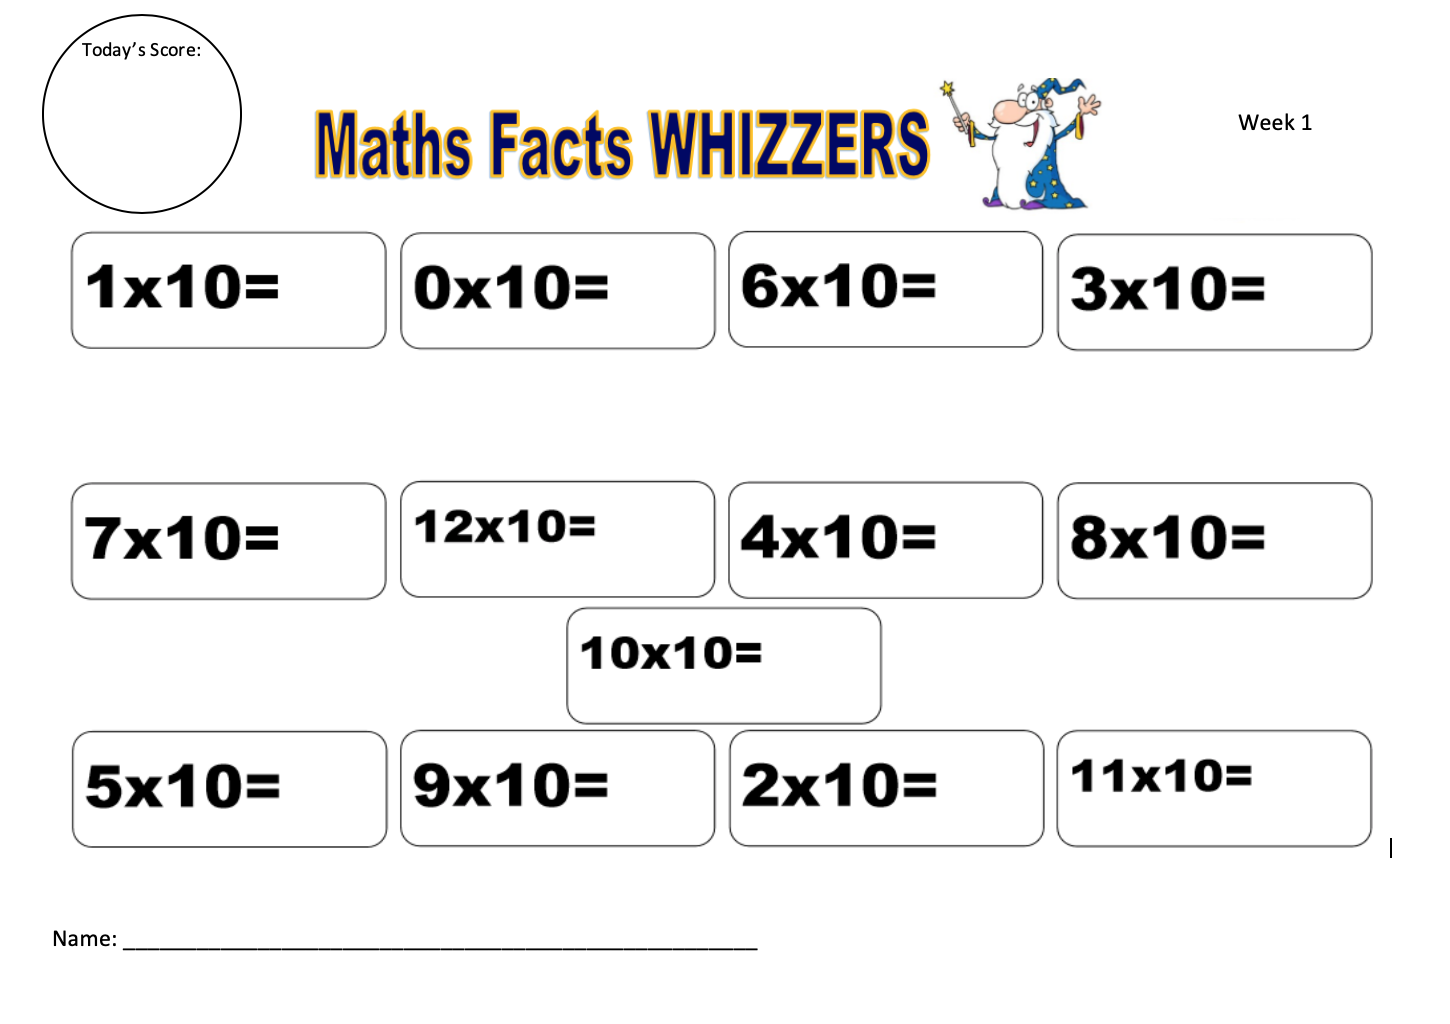 Today’s Score:
Maths Facts WHIZZERS
Week 1
1x10=
0x10=
6x10=
3x10=
7x10=
12x10=
4x10=
8x10=
10x10=
5x10=
9x10=
2x10=
11x10=
Name: ____________________________________________________